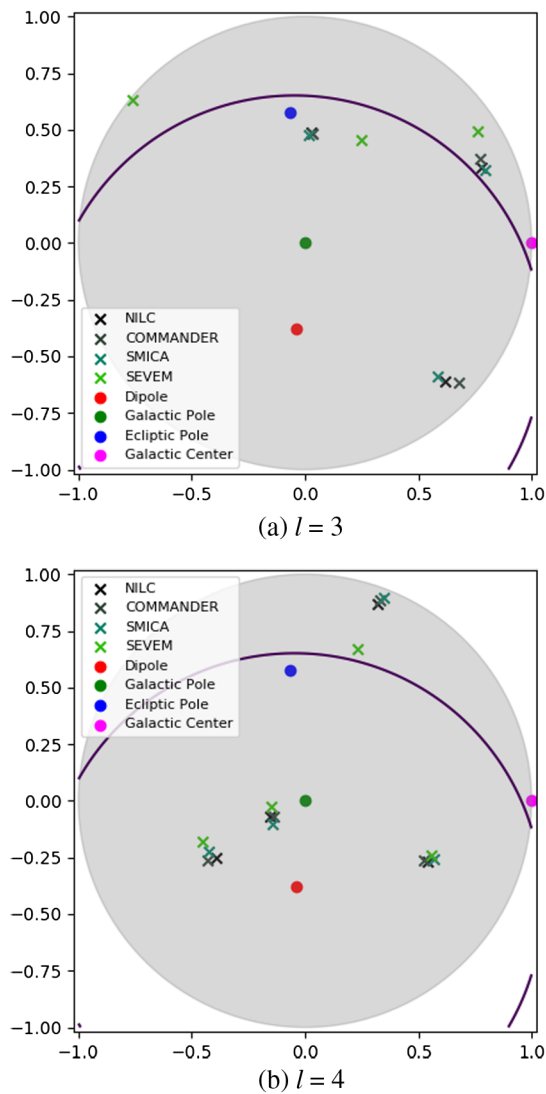 1.00
0.75
0.50
0.25
0.00
−0.25
−0.50
−0.75
−1.00
NILC
COMMANDER
SMICA
SEVEM
Dipole
Galactic Pole
Ecliptic Pole
Galactic Center
−1.0 −0.5 0.0 0.5 1.0
(a) l = 3
1.00
0.75
0.50
0.25
0.00
−0.25
−0.50
−0.75
−1.00
NILC
COMMANDER
SMICA
SEVEM
Dipole
Galactic Pole
Ecliptic Pole
Galactic Center
−1.0 −0.5 0.0 0.5 1.0
(b) l = 4